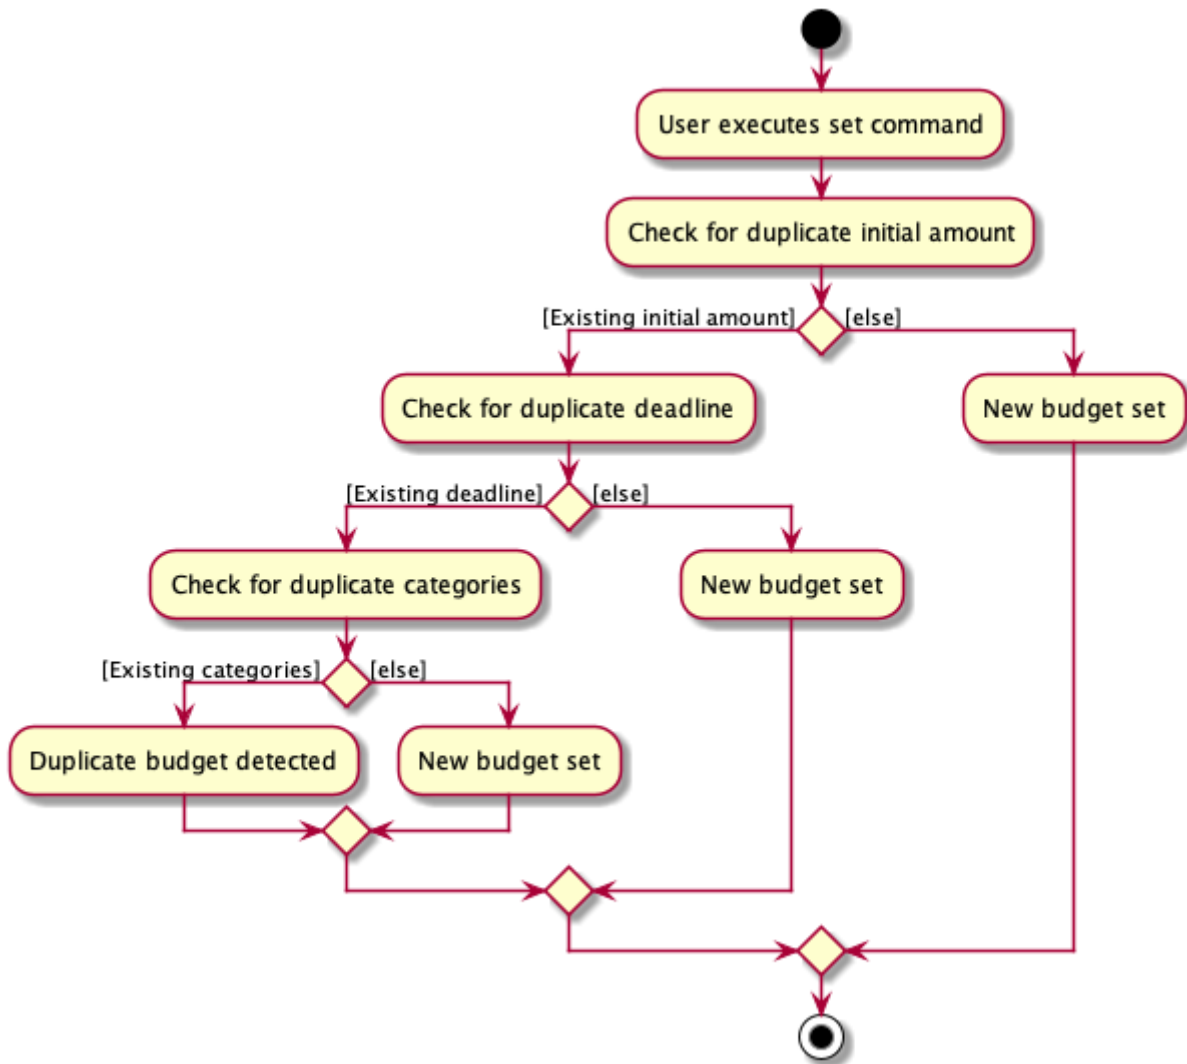 User executes set command
Check for duplicate initial amount
[Existing initial amount]
[else]
Check for duplicate deadline
New budget set
[Existing deadline]
[else]
Check for duplicate categories
New budget set
[Existing categories]
[else]
Duplicate budget detected
New budget set